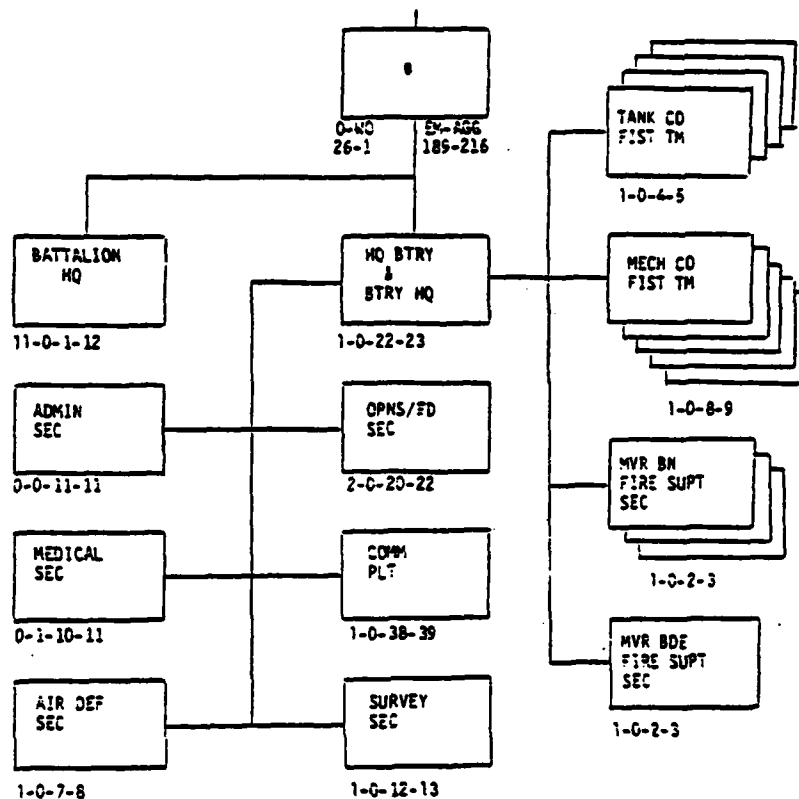 O-WO EM-AGG
26-1 189-216
BATTALION
HQ
11-0-1-12
HQ BTRY
&
BTRY HQ
1-0-22-23
TANK CO
FIST TM
1-0-4-5
MECH CO
FIST TM
1-0-8-9
ADMIN
SEC
0-0-11-11
OPNS/FD
SEC
2-0-20-22
MVR BN
FIRE SUPT
SEC
1-0-2-3
MEDICAL
SEC
0-1-10-11
COMM
PLT
1-0-38-39
MVR BDE
FIRE SUPT
SEC
1-0-2-3
AIR DEF
SEC
1-0-7-8
SURVEY
SEC
1-0-12-13